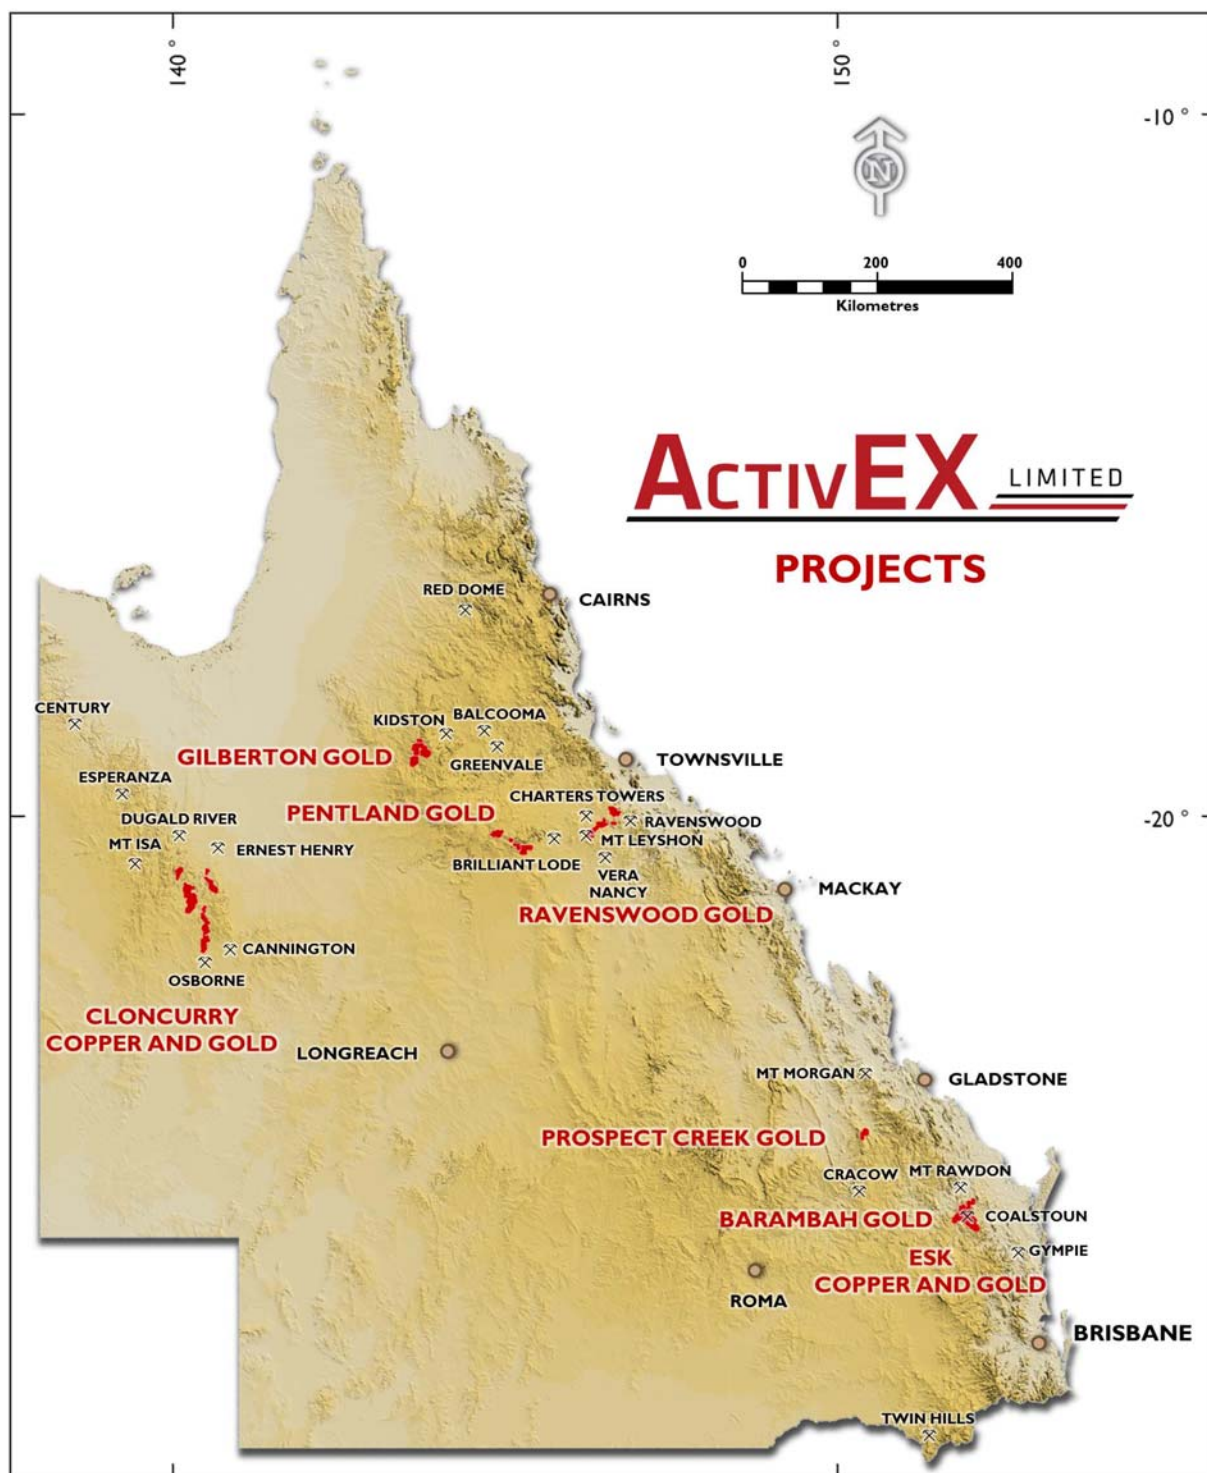 140°
150°
-10°
N
0 200 400
Kilometres
ACTIVEX LIMITED
PROJECTS
RED DOME
CAIRNS
CENTURY
KIDSTON
BALCOOMA
GILBERTON GOLD
GREENVALE
TOWNSVILLE
ESPERANZA
CHARTERS TOWERS
PENTLAND GOLD
-20°
DUGALD RIVER
RAVENSWOOD
MT ISA
ERNEST HENRY
MT LEYSHON
BRILLIANT LODE
VERA
NANCY
MACKAY
RAVENSWOOD GOLD
CANNINGTON
OSBORNE
CLONCURRY
COPPER AND GOLD
LONGREACH
MT MORGAN
GLADSTONE
PROSPECT CREEK GOLD
CRACOW
MT RAWDON
BARAMBAH GOLD
COALSTOUN
GYMPIE
ESK
COPPER AND GOLD
ROMA
BRISBANE
TWIN HILLS